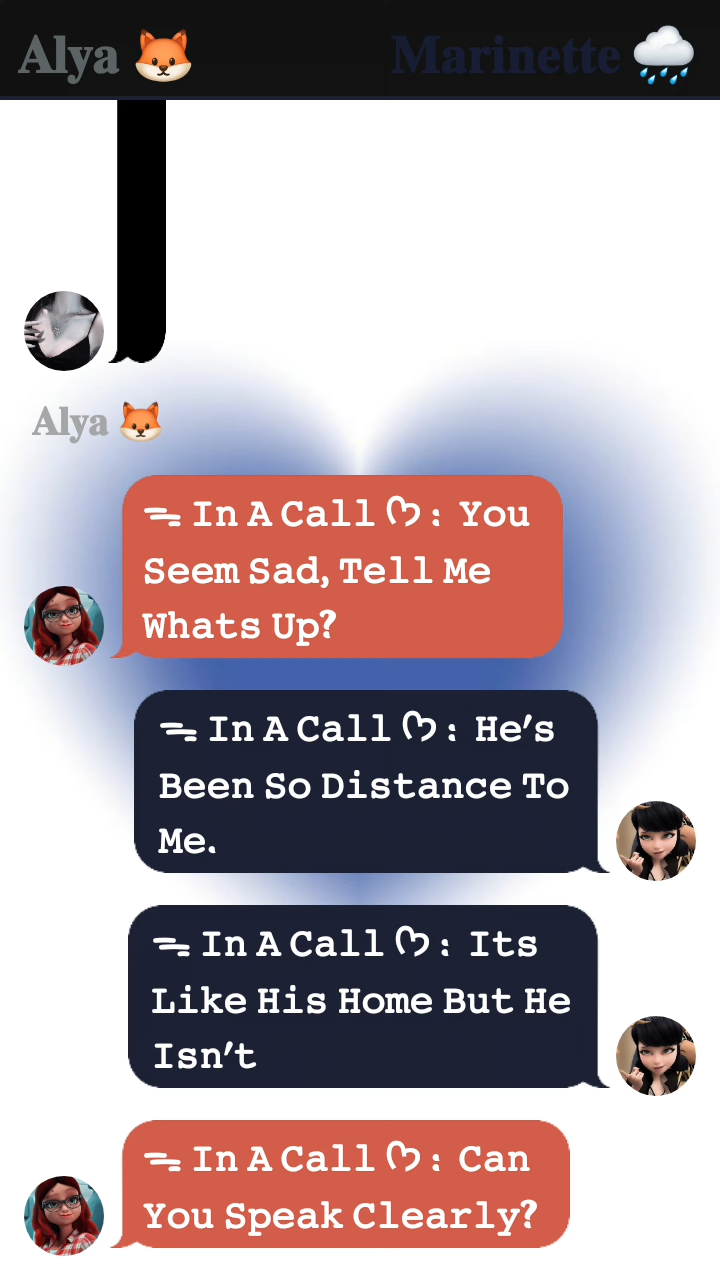 Alya 🦊
Marinette 🌧️
Alya 🦊
In A Call ღ : You
Seem Sad, Tell Me
Whats Up?
In A Call ღ : He's
Been So Distance To
Me.
In A Call ღ : Its
Like His Home But He
Isn't
In A Call ღ : Can
You Speak Clearly?